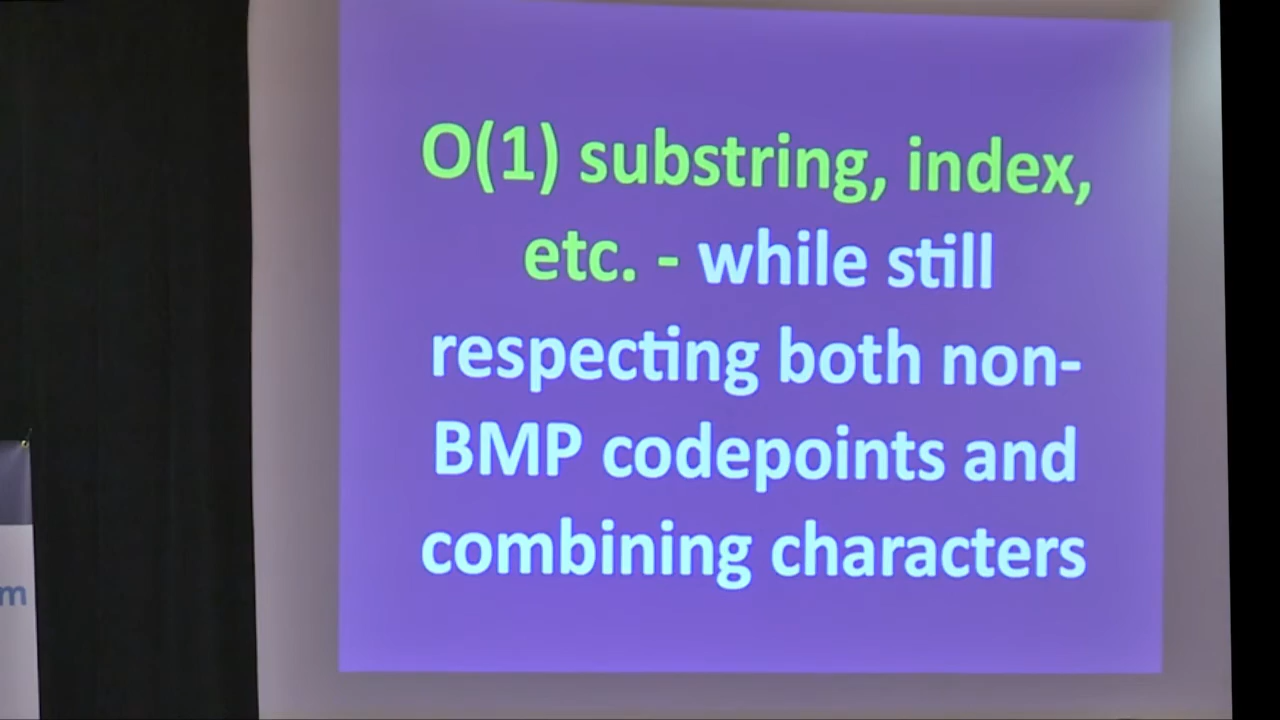 O(1) substring, index,
etc. - while still
respecting both non-
BMP codepoints and
combining characters
m